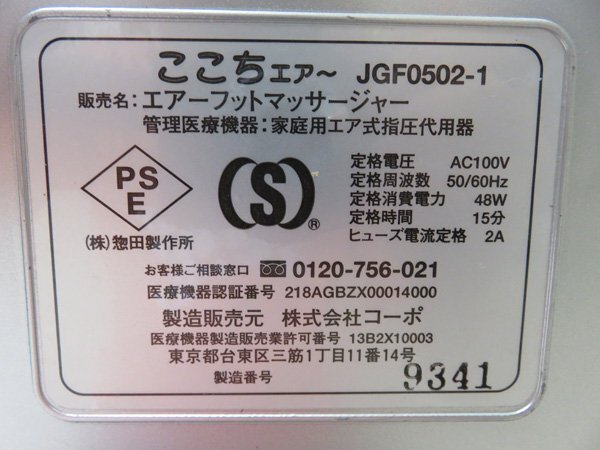 ここちエアー〜 JGF0502-1
販売名：エアーフットマッサージャー
管理医療機器：家庭用エア式指圧代用器
PS
E
(株)惣田製作所
(S)®
定格電圧 AC100V
定格周波数 50/60Hz
定格消費電力 48W
定格時間 15分
ヒューズ電流定格 2A
お客様ご相談窓口 0120-756-021
医療機器認証番号 218AGBZX00014000
製造販売元 株式会社コーポ
医療機器製造販売業許可番号 13B2X10003
東京都台東区三筋1丁目11番14号
製造番号 9341